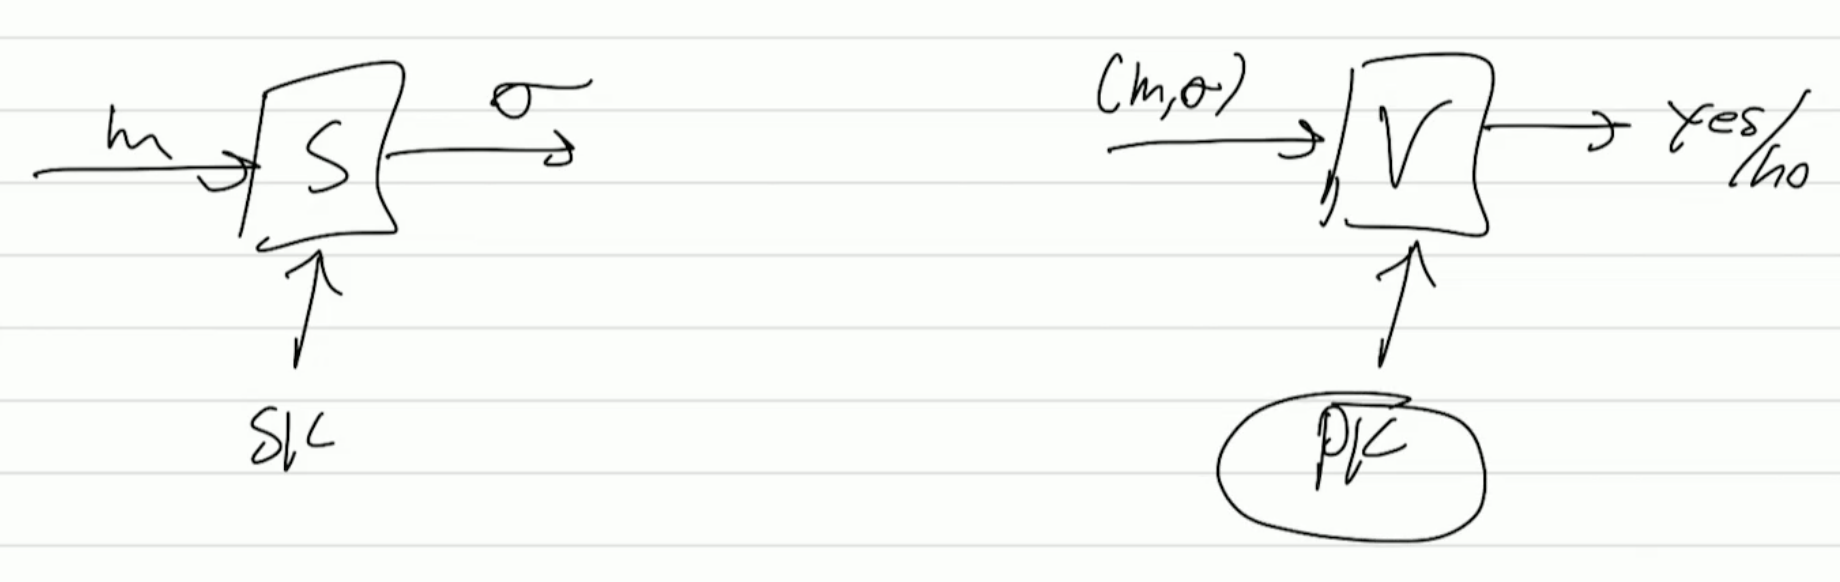 m
S
σ
sk
(m,σ)
V
Yes/no
pk